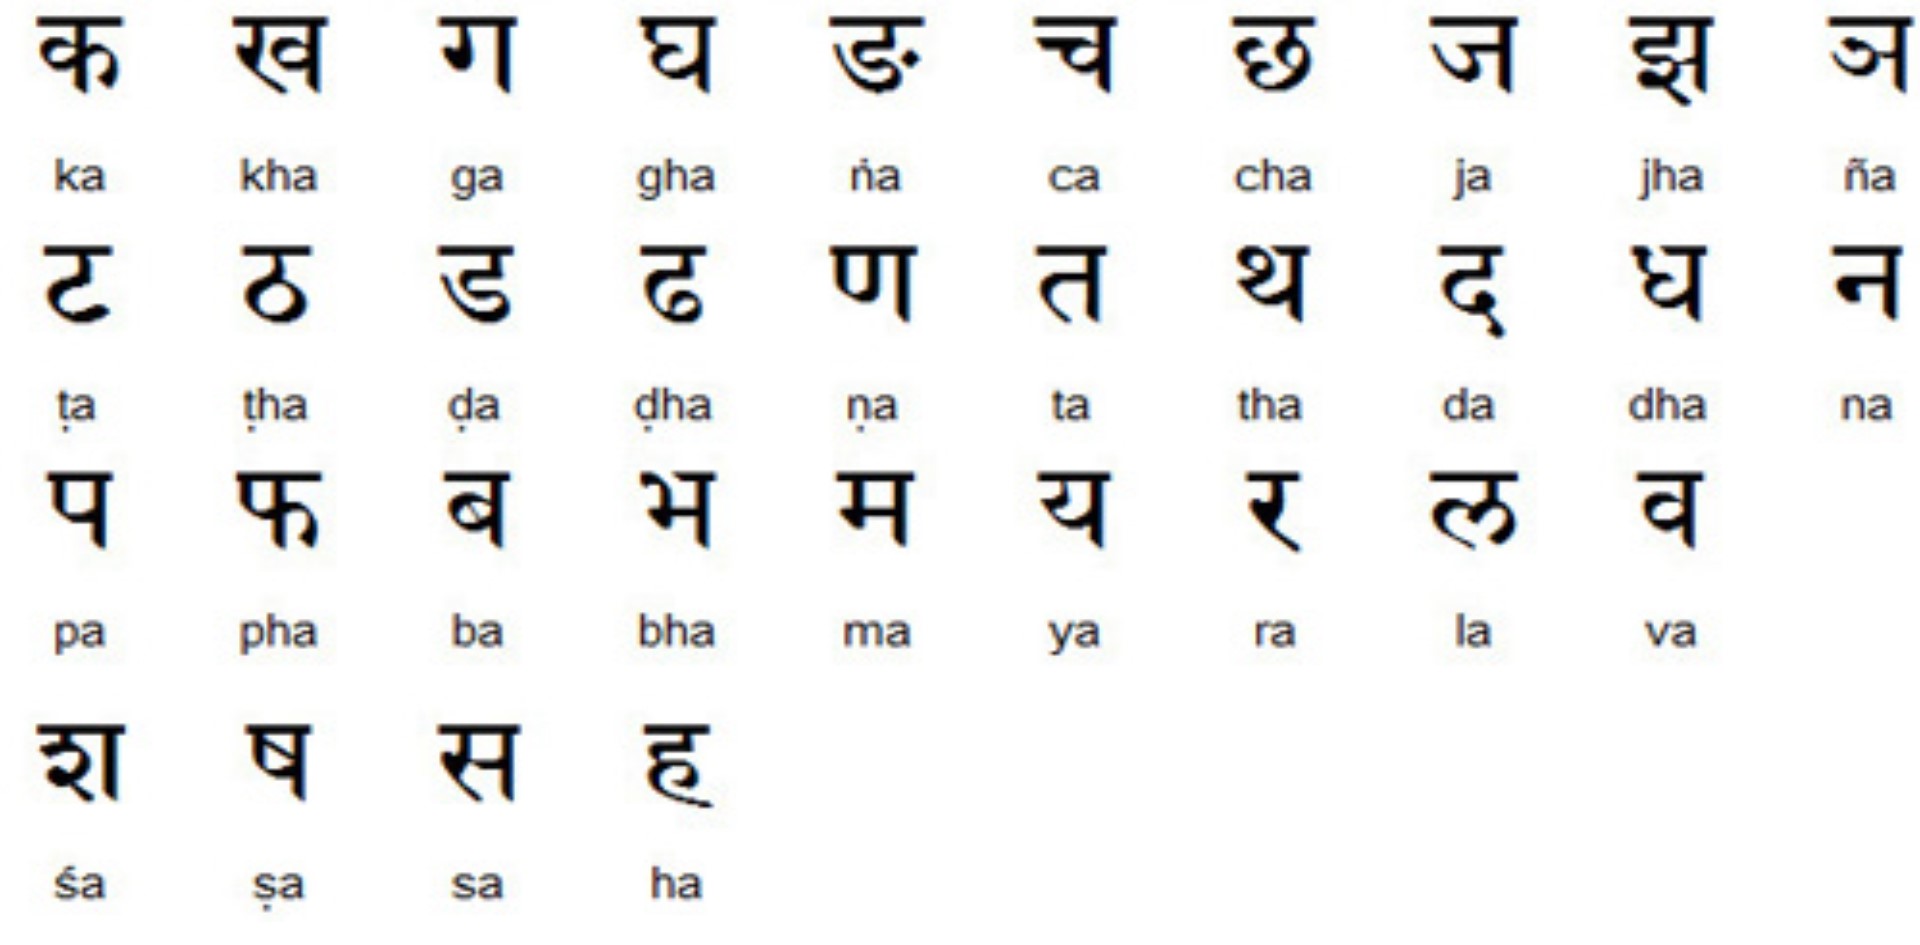 क ख ग घ ङ च छ ज झ ञ
ka kha ga gha ṅa ca cha ja jha ña
ट ठ ड ढ ण त थ द ध न
ṭa ṭha ḍa ḍha ṇa ta tha da dha na
प फ ब भ म य र ल व
pa pha ba bha ma ya ra la va
श ष स ह
śa ṣa sa ha